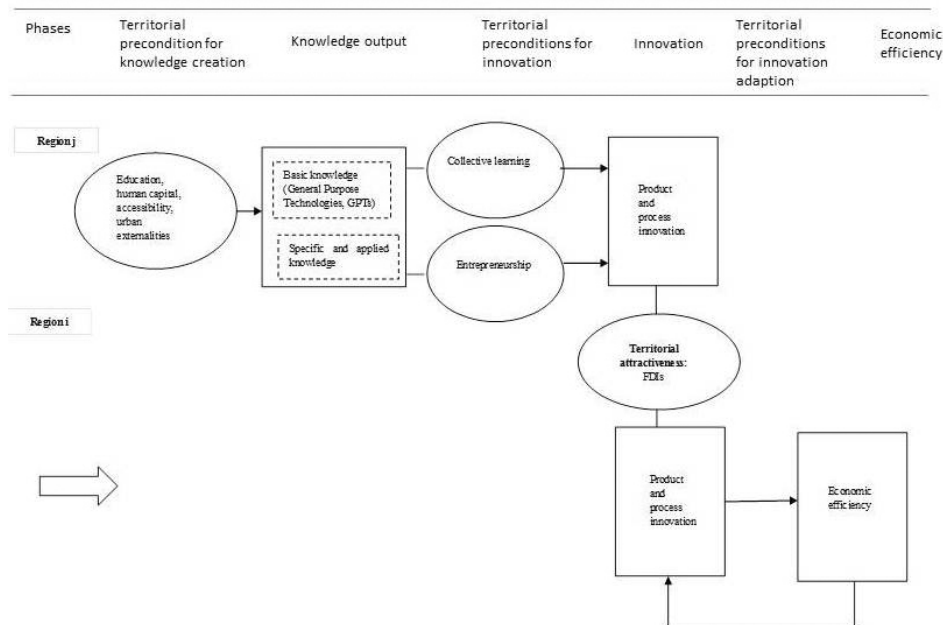 Phases
Territorial
precondition for
knowledge creation
Knowledge output
Territorial
preconditions for
innovation
Innovation
Territorial
preconditions
for innovation
adaption
Economic
efficiency
Region j
Education,
human capital,
accessibility,
urban
externalities
Basic knowledge
(General Purpose
Technologies, GPTs)
Specific and applied
knowledge
Collective learning
Entrepreneurship
Product
and
process
innovation
Region i
Territorial
attractiveness:
FDIs
Product
and
process
innovation
Economic
efficiency